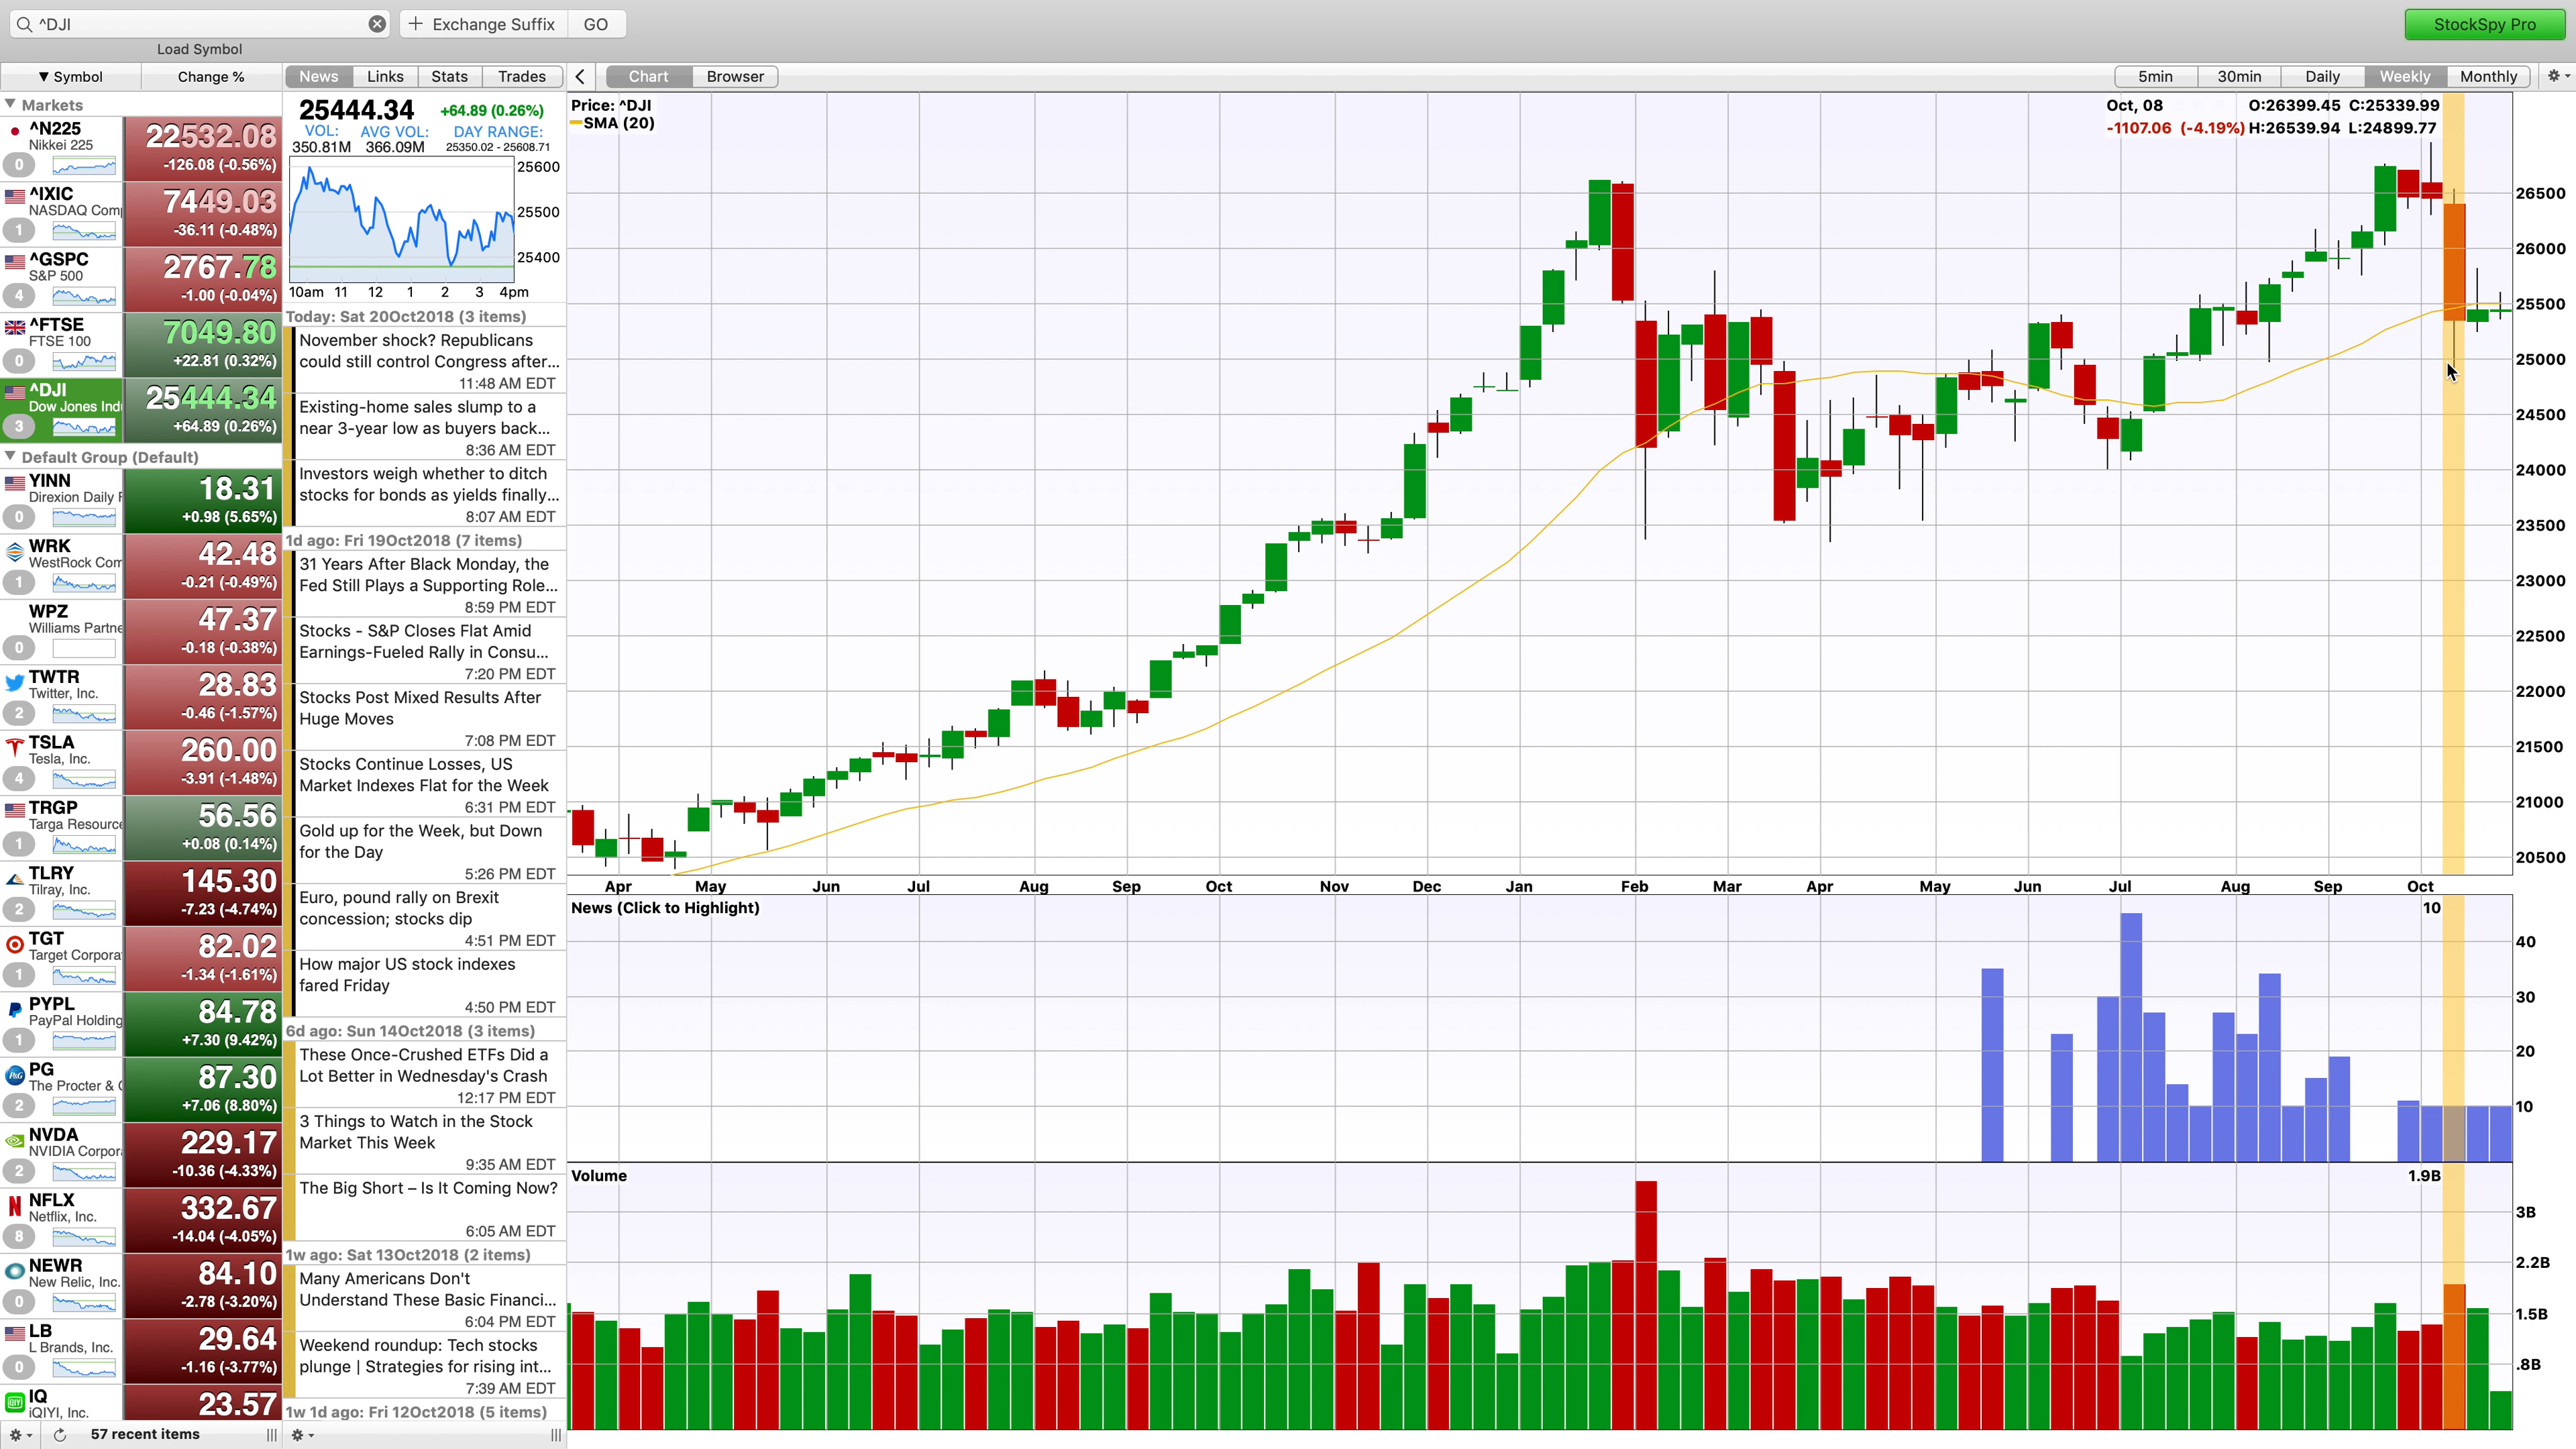 ^DJI
Exchange Suffix
GO
StockSpy Pro
Load Symbol
▼ Symbol
Change %
News
Links
Stats
Trades
Chart
Browser
5min
30min
Daily
Weekly
Monthly
Markets
^N225
Nikkei 225
0
22532.08
-126.08 (-0.56%)
^IXIC
NASDAQ Com
1
7449.03
-36.11 (-0.48%)
^GSPC
S&P 500
4
2767.78
-1.00 (-0.04%)
^FTSE
FTSE 100
0
7049.80
+22.81 (0.32%)
^DJI
Dow Jones Ind
3
25444.34
+64.89 (0.26%)
Default Group (Default)
YINN
Direxion Daily F
0
18.31
+0.98 (5.65%)
WRK
WestRock Com
1
42.48
-0.21 (-0.49%)
WPZ
Williams Partne
0
47.37
-0.18 (-0.38%)
TWTR
Twitter, Inc.
2
28.83
-0.46 (-1.57%)
TSLA
Tesla, Inc.
4
260.00
-3.91 (-1.48%)
TRGP
Targa Resource
1
56.56
+0.08 (0.14%)
TLRY
Tilray, Inc.
2
145.30
-7.23 (-4.74%)
TGT
Target Corpora
1
82.02
-1.34 (-1.61%)
PYPL
PayPal Holding
1
84.78
+7.30 (9.42%)
PG
The Procter & G
2
87.30
+7.06 (8.80%)
NVDA
NVIDIA Corpor
2
229.17
-10.36 (-4.33%)
NFLX
Netflix, Inc.
8
332.67
-14.04 (-4.05%)
NEWR
New Relic, Inc.
0
84.10
-2.78 (-3.20%)
LB
L Brands, Inc.
0
29.64
-1.16 (-3.77%)
IQ
iQIYI, Inc.
23.57
57 recent items
25444.34
+64.89 (0.26%)
VOL: AVG VOL: DAY RANGE:
350.81M 366.09M 25350.02 - 25608.71
25600
25500
25400
10am 11 12 1 2 3 4pm
Today: Sat 20Oct2018 (3 items)
November shock? Republicans
could still control Congress after...
11:48 AM EDT
Existing-home sales slump to a
near 3-year low as buyers back...
8:36 AM EDT
Investors weigh whether to ditch
stocks for bonds as yields finally...
8:07 AM EDT
1d ago: Fri 19Oct2018 (7 items)
31 Years After Black Monday, the
Fed Still Plays a Supporting Role...
8:59 PM EDT
Stocks - S&P Closes Flat Amid
Earnings-Fueled Rally in Consu...
7:20 PM EDT
Stocks Post Mixed Results After
Huge Moves
7:08 PM EDT
Stocks Continue Losses, US
Market Indexes Flat for the Week
6:31 PM EDT
Gold up for the Week, but Down
for the Day
5:26 PM EDT
Euro, pound rally on Brexit
concession; stocks dip
4:51 PM EDT
How major US stock indexes
fared Friday
4:50 PM EDT
6d ago: Sun 14Oct2018 (3 items)
These Once-Crushed ETFs Did a
Lot Better in Wednesday's Crash
12:17 PM EDT
3 Things to Watch in the Stock
Market This Week
9:35 AM EDT
The Big Short – Is It Coming Now?
6:05 AM EDT
1w ago: Sat 13Oct2018 (2 items)
Many Americans Don't
Understand These Basic Financi...
6:04 PM EDT
Weekend roundup: Tech stocks
plunge | Strategies for rising int...
7:39 AM EDT
1w 1d ago: Fri 12Oct2018 (5 items)
Price: ^DJI
SMA (20)
Oct, 08 O:26399.45 C:25339.99
-1107.06 (-4.19%) H:26539.94 L:24899.77
26500
26000
25500
25000
24500
24000
23500
23000
22500
22000
21500
21000
20500
Apr May Jun Jul Aug Sep Oct Nov Dec Jan Feb Mar Apr May Jun Jul Aug Sep Oct
News (Click to Highlight)
10
40
30
20
10
Volume
1.9B
3B
2.2B
1.5B
.8B